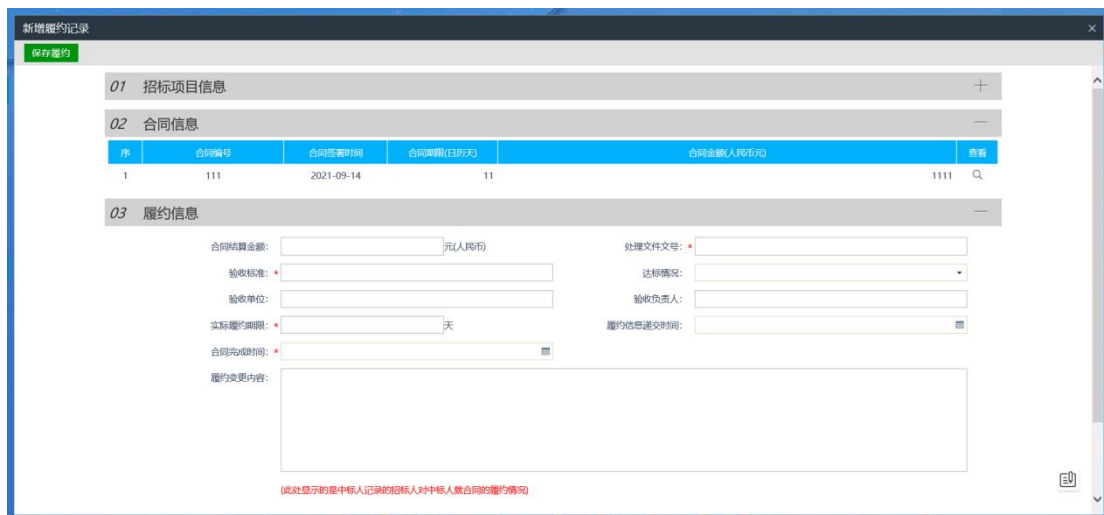 新增履约记录
保存履约
01 招标项目信息
02 合同信息
序 合同编号 合同签署时间 合同期限(日历天) 合同金额(人民币元) 查看
1 111 2021-09-14 11 1111
03 履约信息
合同结算金额: 元(人民币) 处理文件文号: *
验收标准: * 达标情况:
验收单位: 验收负责人:
实际履约期限: * 天 履约信息递交时间:
合同完成时间: *
履约变更内容:
(此处显示的是中标人记录的招标人对中标人就合同的履约情况)